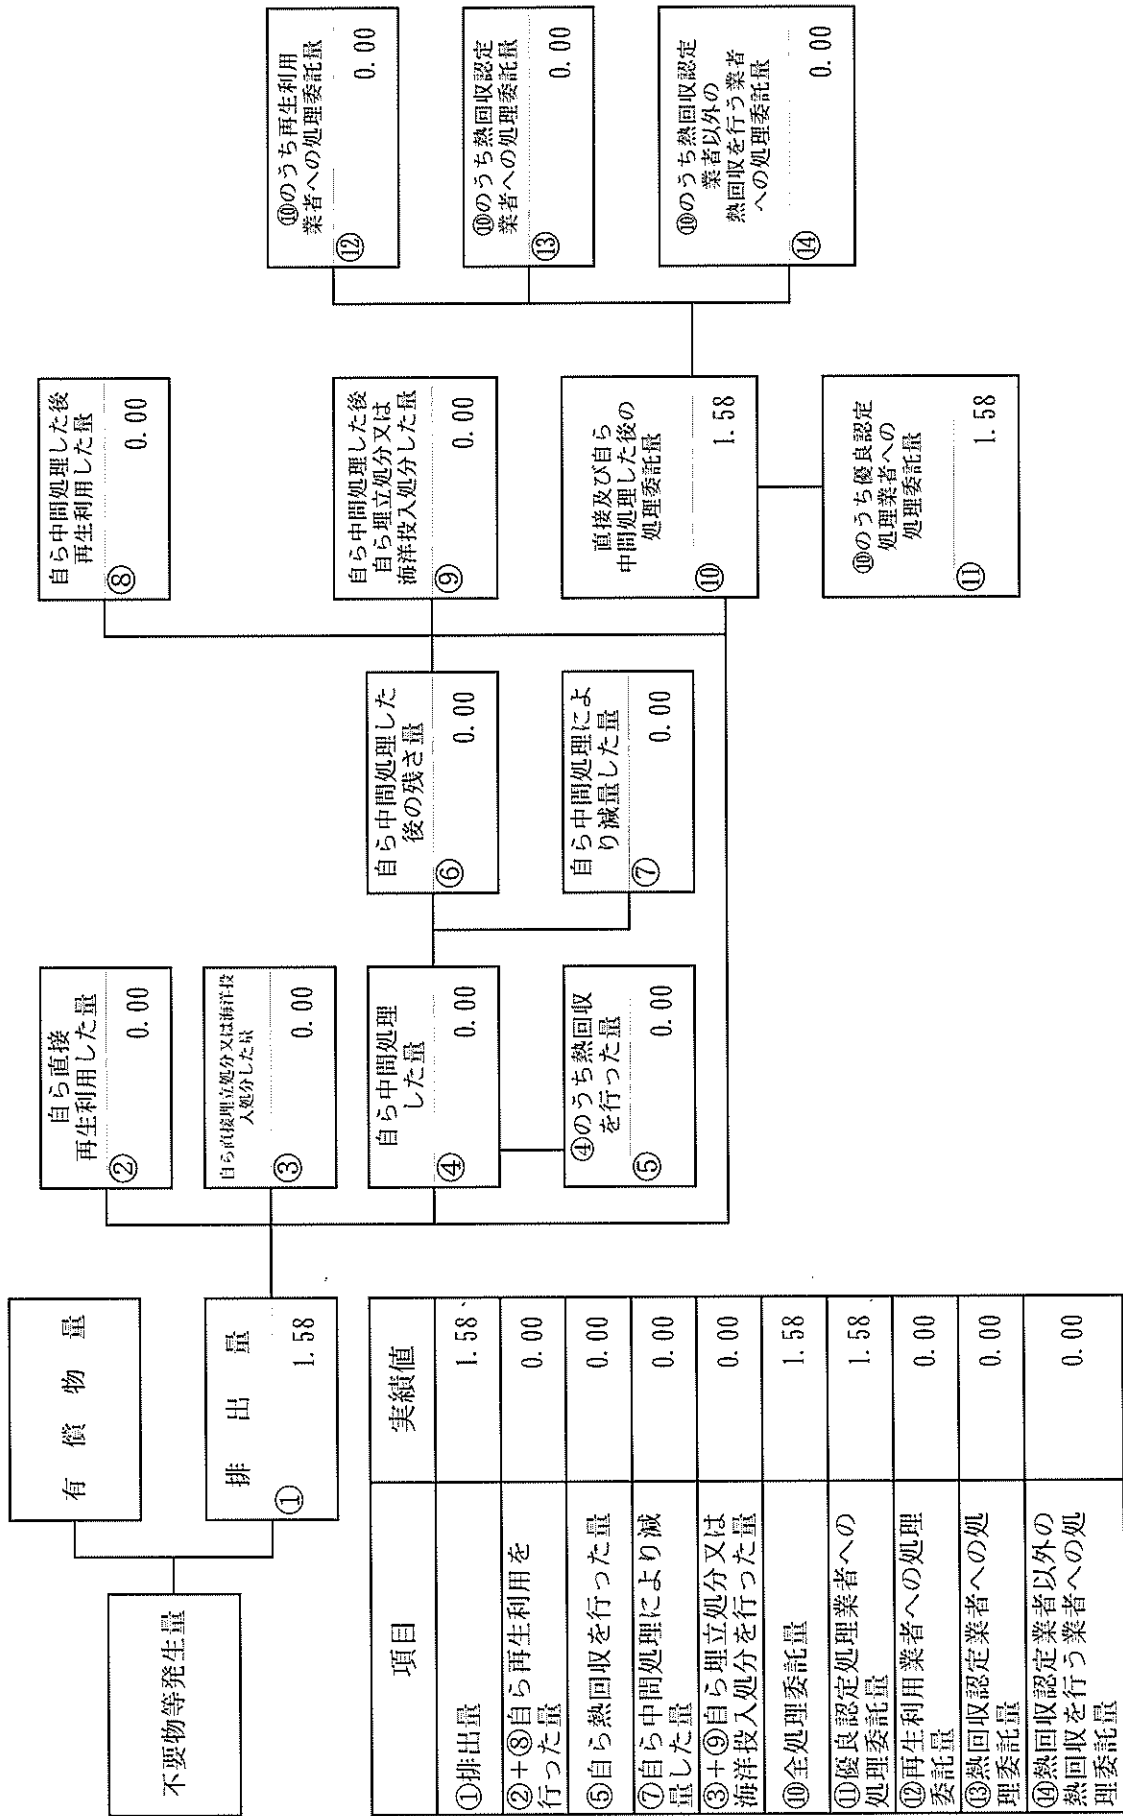 不要物等発生量
有償物量
排出量
① 1.58
自ら直接
再生利用した量
② 0.00
自ら直接埋立処分又は海洋投
入処分した量
③ 0.00
自ら中間処理
した量
④ 0.00
④のうち熱回収
を行った量
⑤ 0.00
自ら中間処理した
後の残さ量
⑥ 0.00
自ら中間処理によ
り減量した量
⑦ 0.00
自ら中間処理した後
再生利用した量
⑧ 0.00
自ら中間処理した後
自ら埋立処分又は
海洋投入処分した量
⑨ 0.00
直接及び自ら
中間処理した後の
処理委託量
⑩ 1.58
⑩のうち優良認定
処理業者への
処理委託量
⑪ 1.58
⑩のうち再生利用
業者への処理委託量
⑫ 0.00
⑩のうち熱回収認定
業者への処理委託量
⑬ 0.00
⑩のうち熱回収認定
業者以外の
熱回収を行う業者
への処理委託量
⑭ 0.00
項目 実績値
①排出量 1.58
②+⑧自ら再生利用を
行った量 0.00
⑤自ら熱回収を行った量 0.00
⑦自ら中間処理により減
量した量 0.00
③+⑨自ら埋立処分又は
海洋投入処分を行った量 0.00
⑩全処理委託量 1.58
⑪優良認定処理業者への
処理委託量 1.58
⑫再生利用業者への処理
委託量 0.00
⑬熱回収認定業者への処
理委託量 0.00
⑭熱回収認定業者以外の
熱回収を行う業者への処
理委託量 0.00